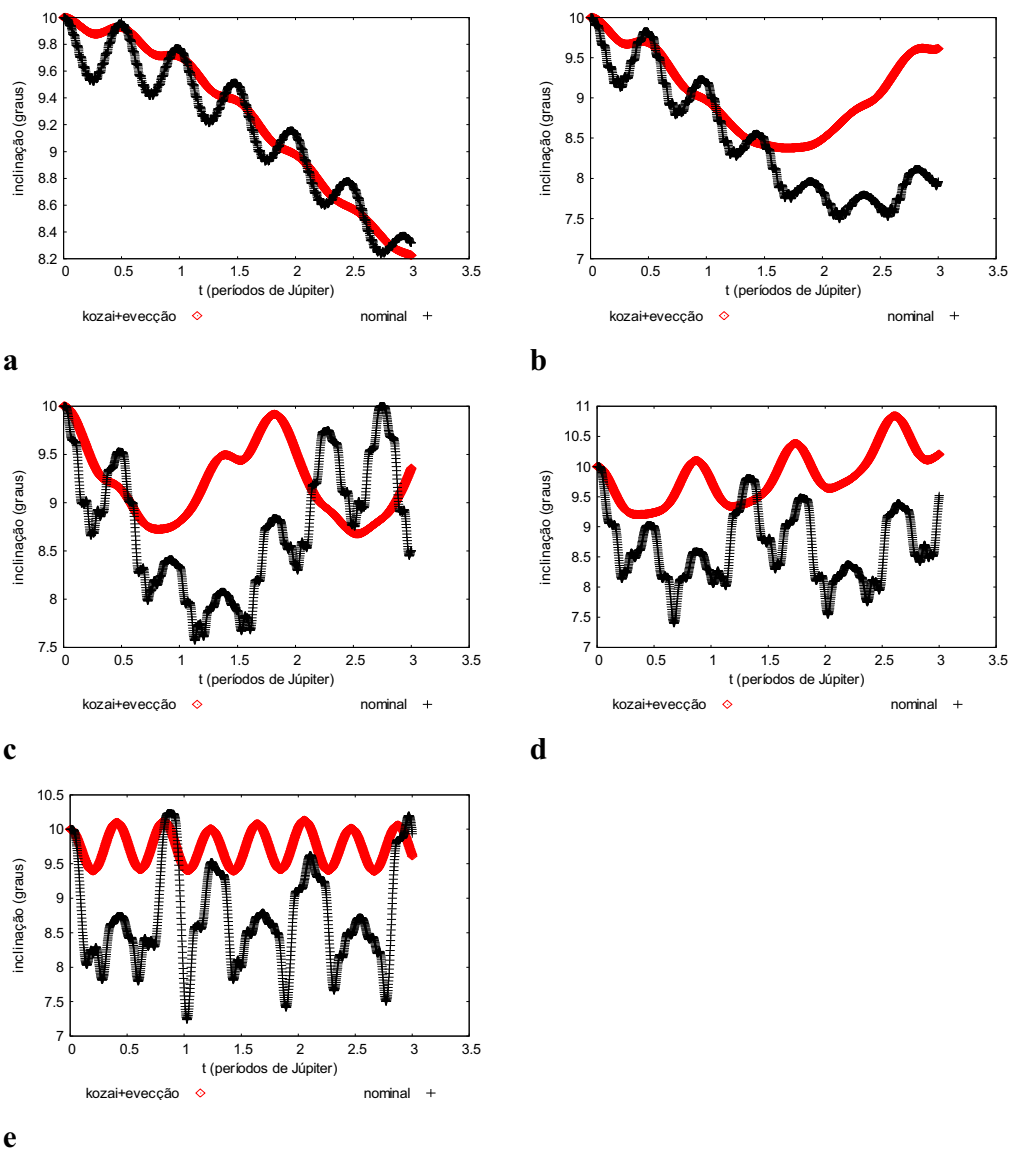 10
9.8
9.6
9.4
9.2
9
8.8
8.6
8.4
8.2
0 0.5 1 1.5 2 2.5 3 3.5
inclinação (graus)
t (períodos de Júpiter)
kozai+evecção nominal
a
10
9.5
9
8.5
8
7.5
7
0 0.5 1 1.5 2 2.5 3 3.5
inclinação (graus)
t (períodos de Júpiter)
kozai+evecção nominal
b
10
9.5
9
8.5
8
7.5
0 0.5 1 1.5 2 2.5 3 3.5
inclinação (graus)
t (períodos de Júpiter)
kozai+evecção nominal
c
11
10.5
10
9.5
9
8.5
8
7.5
7
0 0.5 1 1.5 2 2.5 3 3.5
inclinação (graus)
t (períodos de Júpiter)
kozai+evecção nominal
d
10.5
10
9.5
9
8.5
8
7.5
7
0 0.5 1 1.5 2 2.5 3 3.5
inclinação (graus)
t (períodos de Júpiter)
kozai+evecção nominal
e